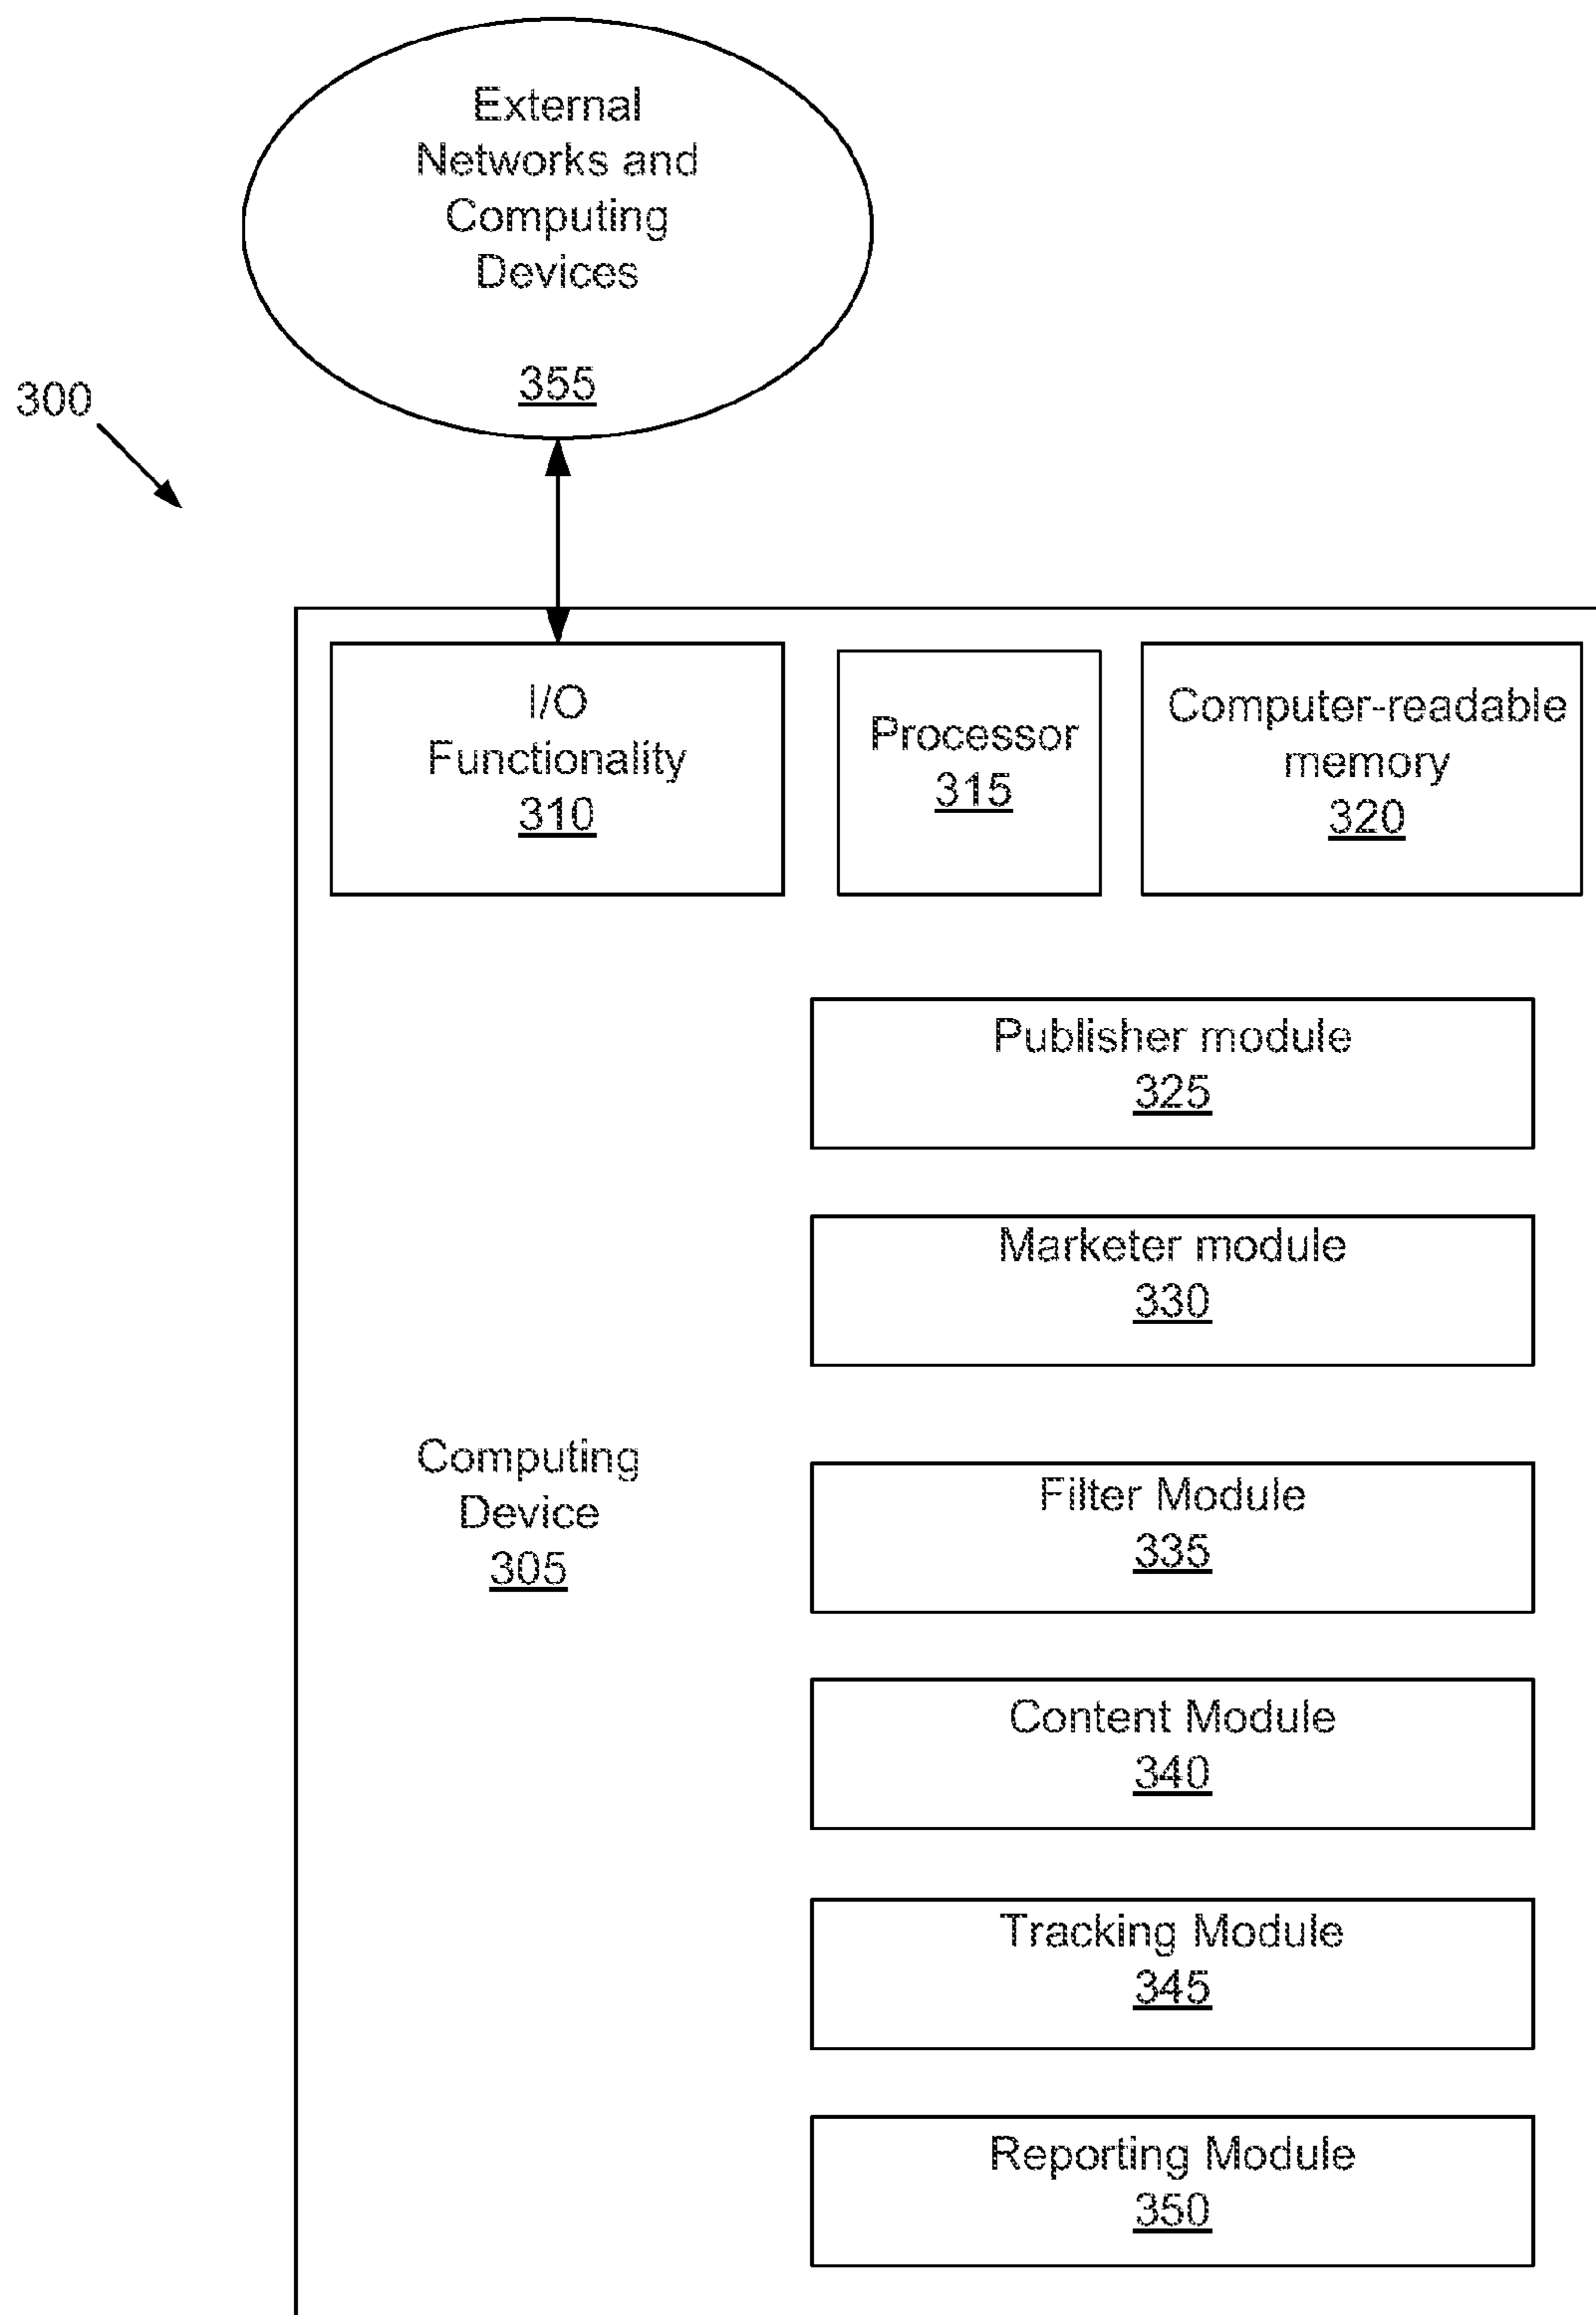 External
Networks and
Computing
Devices
355
300
I/O
Functionality
310
Processor
315
Computer-readable
memory
320
Publisher module
325
Marketer module
330
Computing
Device
305
Filter Module
335
Content Module
340
Tracking Module
345
Reporting Module
350